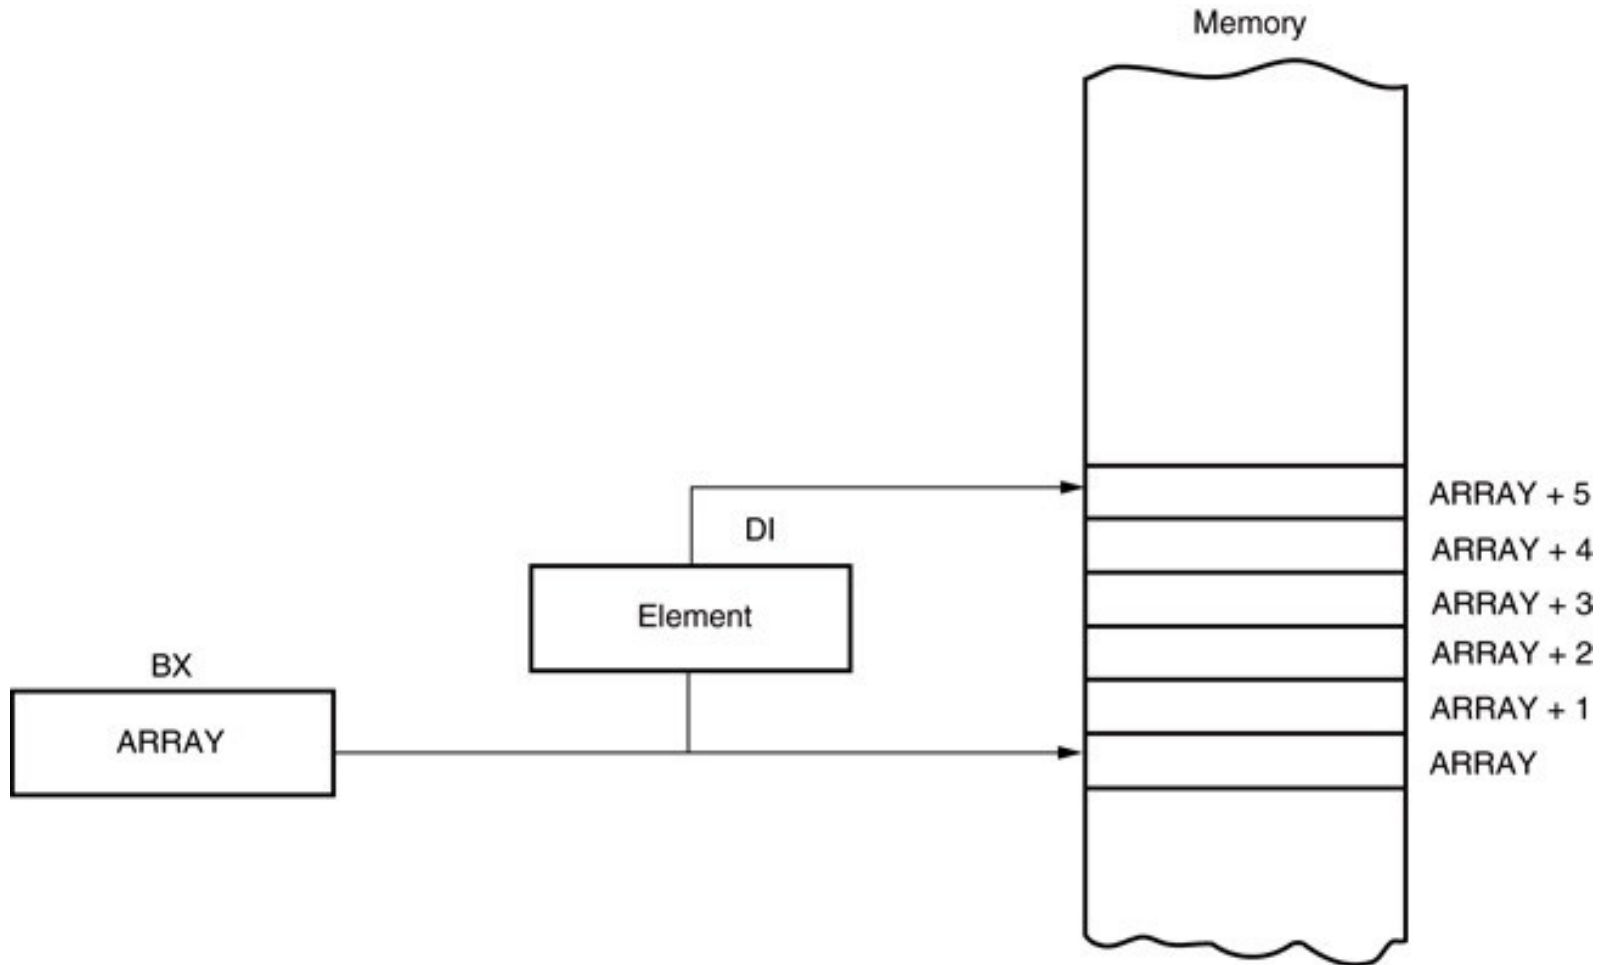 Memory
DI
Element
BX
ARRAY
ARRAY + 5
ARRAY + 4
ARRAY + 3
ARRAY + 2
ARRAY + 1
ARRAY